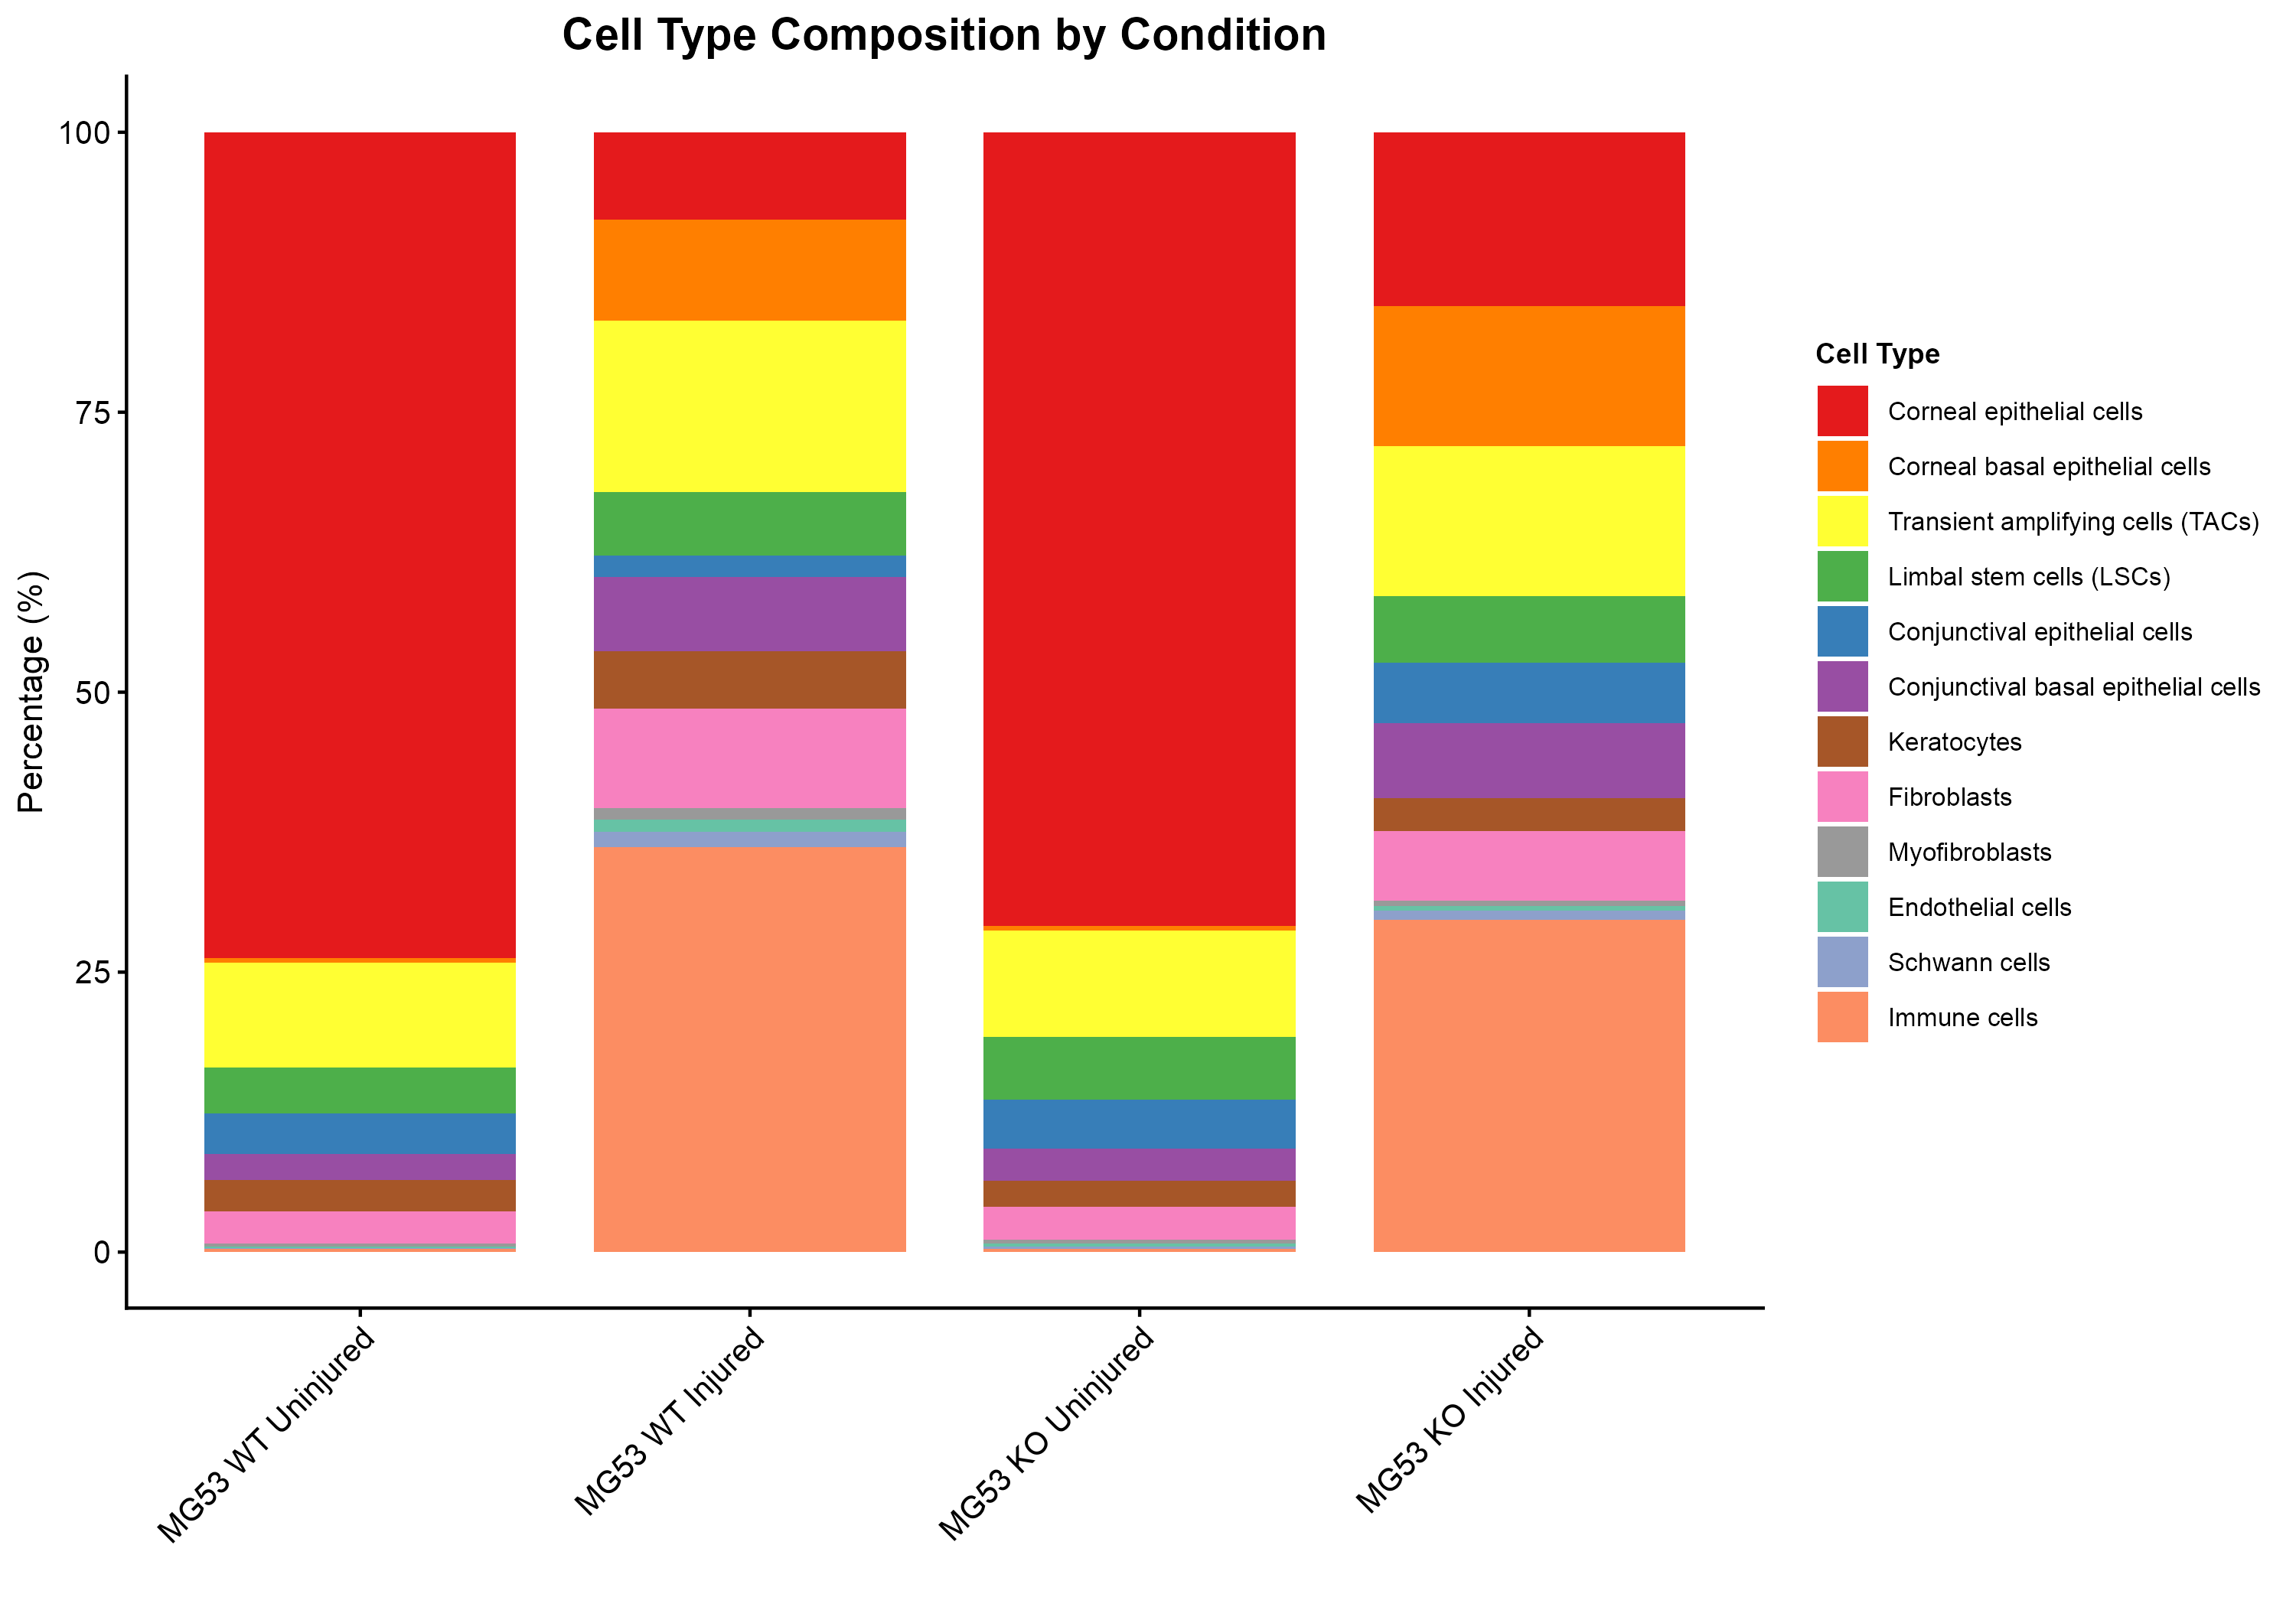 Cell Type Composition by Condition
Percentage (%)
100
75
50
25
0
MG53 WT Uninjured
MG53 WT Injured
MG53 KO Uninjured
MG53 KO Injured
Cell Type
Corneal epithelial cells
Corneal basal epithelial cells
Transient amplifying cells (TACs)
Limbal stem cells (LSCs)
Conjunctival epithelial cells
Conjunctival basal epithelial cells
Keratocytes
Fibroblasts
Myofibroblasts
Endothelial cells
Schwann cells
Immune cells